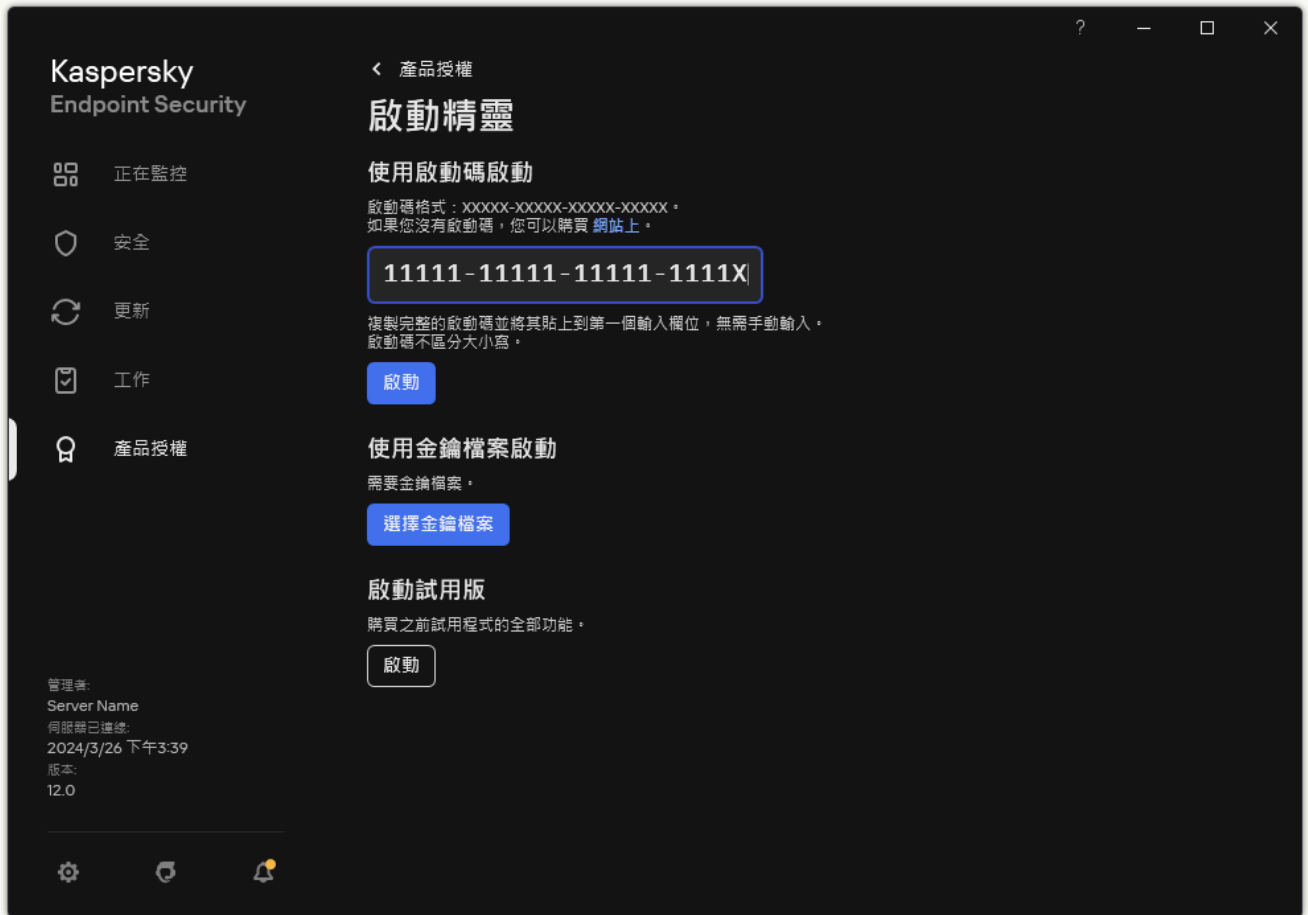 ?
Kaspersky
Endpoint Security
正在監控
安全
更新
工作
產品授權
管理者:
Server Name
伺服器已連線:
2024/3/26 下午3:39
版本:
12.0
產品授權
啟動精靈
使用啟動碼啟動
啟動碼格式：XXXXX-XXXXX-XXXXX-XXXXX。
如果您沒有啟動碼，您可以購買 網站上。
11111-11111-11111-1111X
複製完整的啟動碼並將其貼上到第一個輸入欄位，無需手動輸入。
啟動碼不區分大小寫。
啟動
使用金鑰檔案啟動
需要金鑰檔案。
選擇金鑰檔案
啟動試用版
購買之前試用程式的全部功能。
啟動